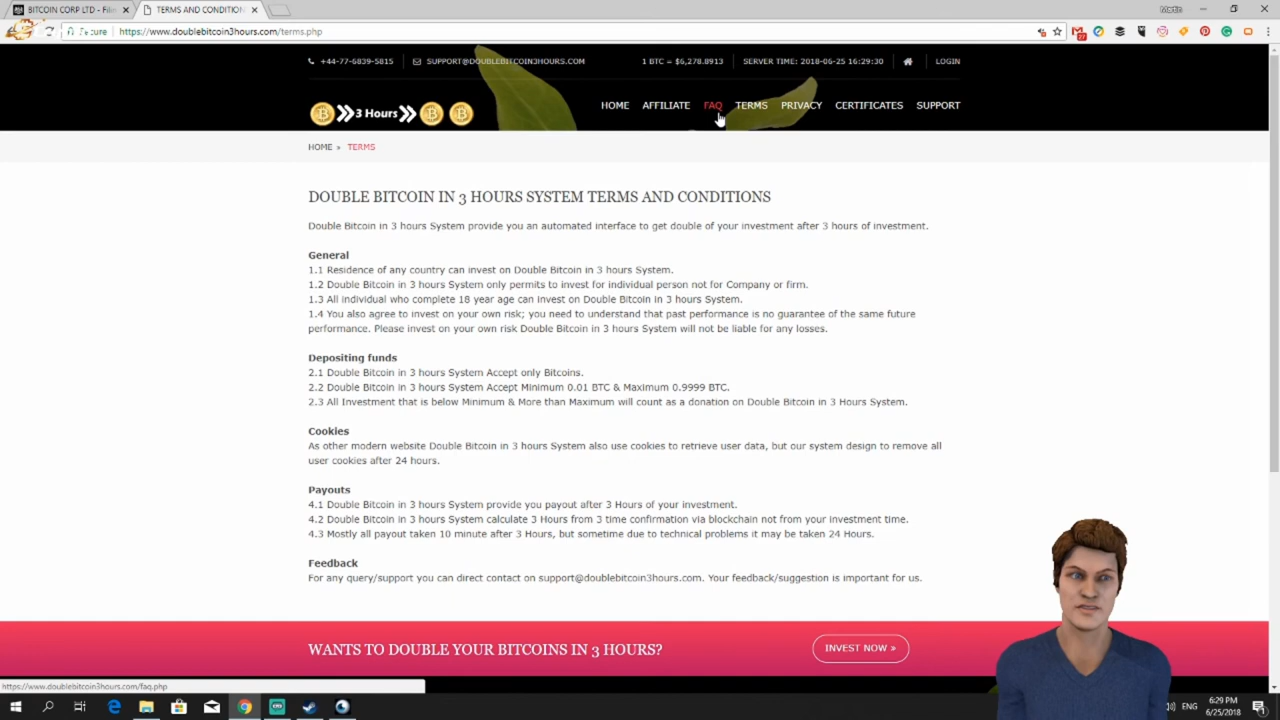 BITCOIN CORP LTD - Fili
TERMS AND CONDITION
Secure
https://www.doublebitcoin3hours.com/terms.php
27
+44-77-6839-5815
SUPPORT@DOUBLEBITCOIN3HOURS.COM
1 BTC = $6,278.8913
SERVER TIME: 2018-06-25 16:29:30
LOGIN
3 Hours
HOME AFFILIATE FAQ TERMS PRIVACY CERTIFICATES SUPPORT
HOME » TERMS
DOUBLE BITCOIN IN 3 HOURS SYSTEM TERMS AND CONDITIONS
Double Bitcoin in 3 hours System provide you an automated interface to get double of your investment after 3 hours of investment.
General
1.1 Residence of any country can invest on Double Bitcoin in 3 hours System.
1.2 Double Bitcoin in 3 hours System only permits to invest for individual person not for Company or firm.
1.3 All individual who complete 18 year age can invest on Double Bitcoin in 3 hours System.
1.4 You also agree to invest on your own risk; you need to understand that past performance is no guarantee of the same future
performance. Please invest on your own risk Double Bitcoin in 3 hours System will not be liable for any losses.
Depositing funds
2.1 Double Bitcoin in 3 hours System Accept only Bitcoins.
2.2 Double Bitcoin in 3 hours System Accept Minimum 0.01 BTC & Maximum 0.9999 BTC.
2.3 All Investment that is below Minimum & More than Maximum will count as a donation on Double Bitcoin in 3 Hours System.
Cookies
As other modern website Double Bitcoin in 3 hours System also use cookies to retrieve user data, but our system design to remove all
user cookies after 24 hours.
Payouts
4.1 Double Bitcoin in 3 hours System provide you payout after 3 Hours of your investment.
4.2 Double Bitcoin in 3 hours System calculate 3 Hours from 3 time confirmation via blockchain not from your investment time.
4.3 Mostly all payout taken 10 minute after 3 Hours, but sometime due to technical problems it may be taken 24 Hours.
Feedback
For any query/support you can direct contact on support@doublebitcoin3hours.com. Your feedback/suggestion is important for us.
WANTS TO DOUBLE YOUR BITCOINS IN 3 HOURS?
INVEST NOW »
https://www.doublebitcoin3hours.com/faq.php
ENG
6:29 PM
6/25/2018